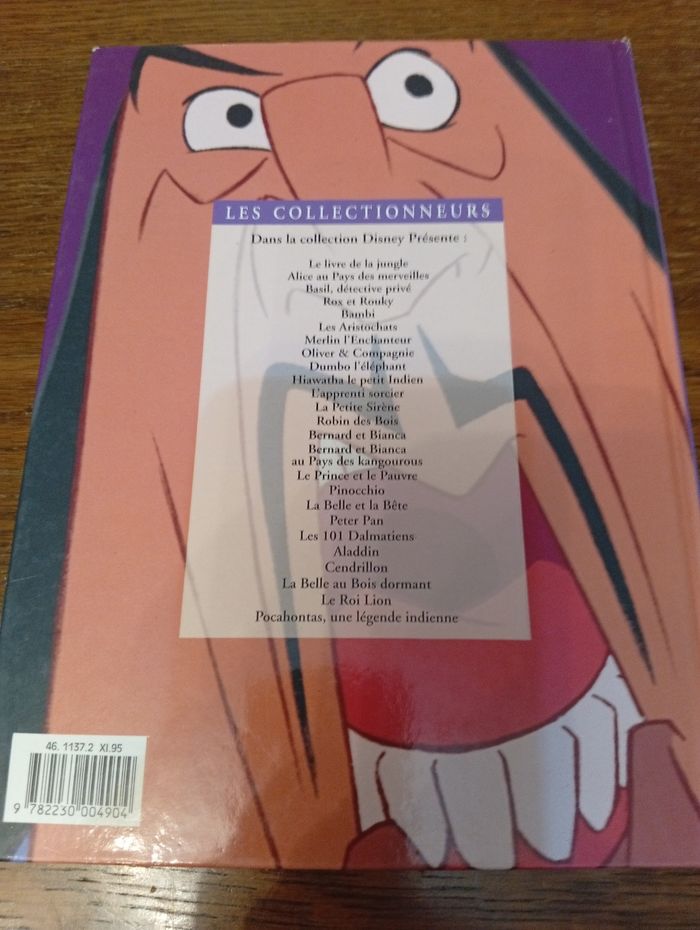 LES COLLECTIONNEURS
Dans la collection Disney Présente :
Le livre de la jungle
Alice au Pays des merveilles
Basil, détective privé
Rox et Rouky
Bambi
Les Aristochats
Merlin l'Enchanteur
Oliver & Compagnie
Dumbo l'éléphant
Hiawatha le petit Indien
L'apprenti sorcier
La Petite Sirène
Robin des Bois
Bernard et Bianca
Bernard et Bianca
au Pays des kangourous
Le Prince et le Pauvre
Pinocchio
La Belle et la Bête
Peter Pan
Les 101 Dalmatiens
Aladdin
Cendrillon
La Belle au Bois dormant
Le Roi Lion
Pocahontas, une légende indienne
46. 1137.2 XI.95
9 782230 004904